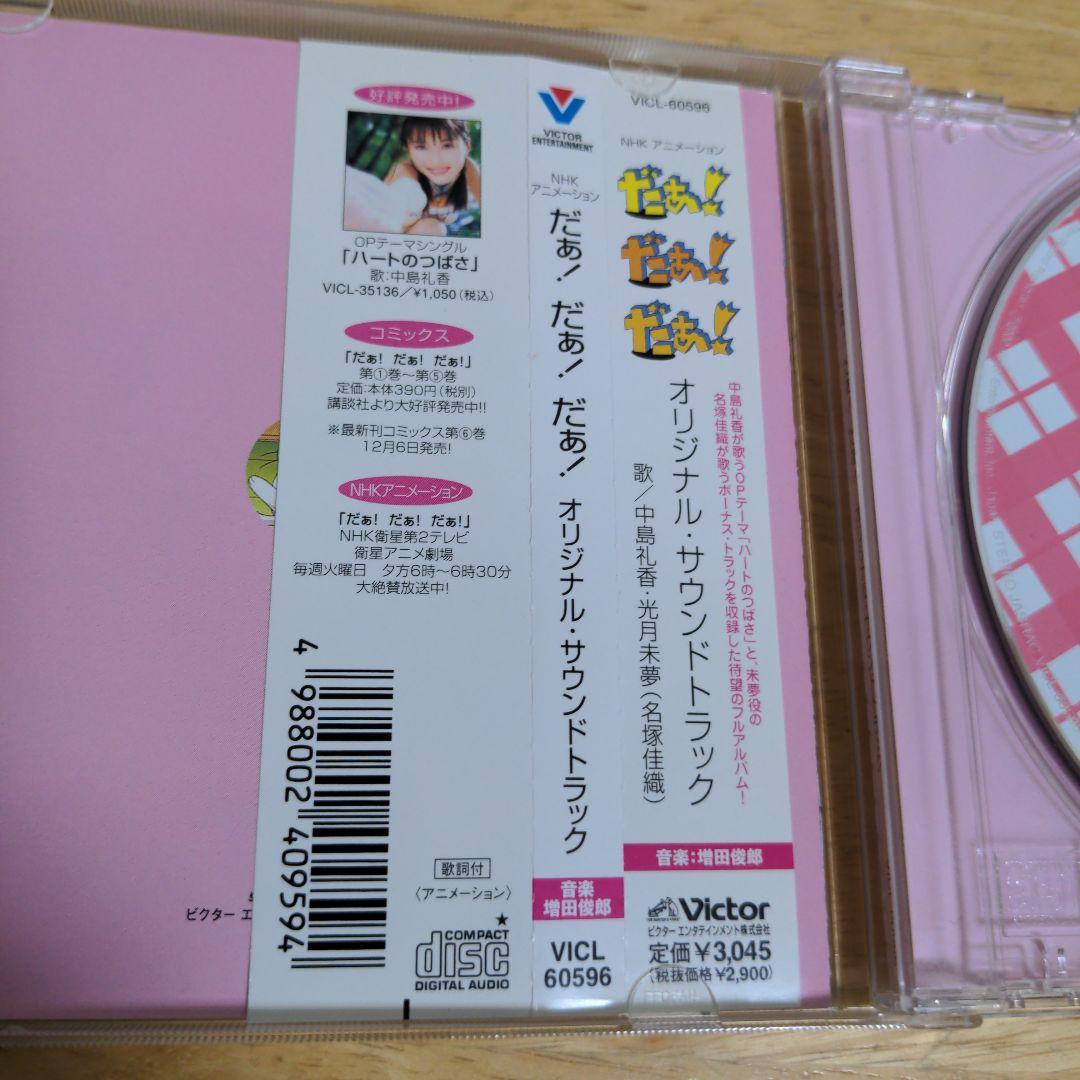 好評発売中!
OPテーマシングル
「ハートのつばさ」
歌:中島礼香
VICL-35136/¥1,050(税込)
コミックス
「だぁ! だぁ! だぁ!」
第①巻〜第⑤巻
定価:本体390円(税別)
講談社より大好評発売中!!
※最新刊コミックス第⑥巻
12月6日発売!
NHKアニメーション
「だぁ! だぁ! だぁ!」
NHK衛星第2テレビ
衛星アニメ劇場
毎週火曜日 夕方6時〜6時30分
大絶賛放送中!
4 988002 409594
歌詞付
〈アニメーション〉
COMPACT
disc
DIGITAL AUDIO
ビクター エ
VICTOR
ENTERTAINMENT
NHK
アニメーション
だぁ! だぁ! だぁ! オリジナル・サウンドトラック
音楽
増田俊郎
VICL
60596
VICL-60596
NHK アニメーション
だぁ!
だぁ!
だぁ!
中島礼香が歌うOPテーマ「ハートのつばさ」と、未夢役の
名塚佳織が歌うボーナス・トラックを収録した待望のフルアルバム!
オリジナル・サウンドトラック
歌/中島礼香・光月未夢(名塚佳織)
音楽:増田俊郎
Victor
ビクター エンタテインメント株式会社
定価¥3,045
(税抜価格¥2,900)
STEREO JASRAC